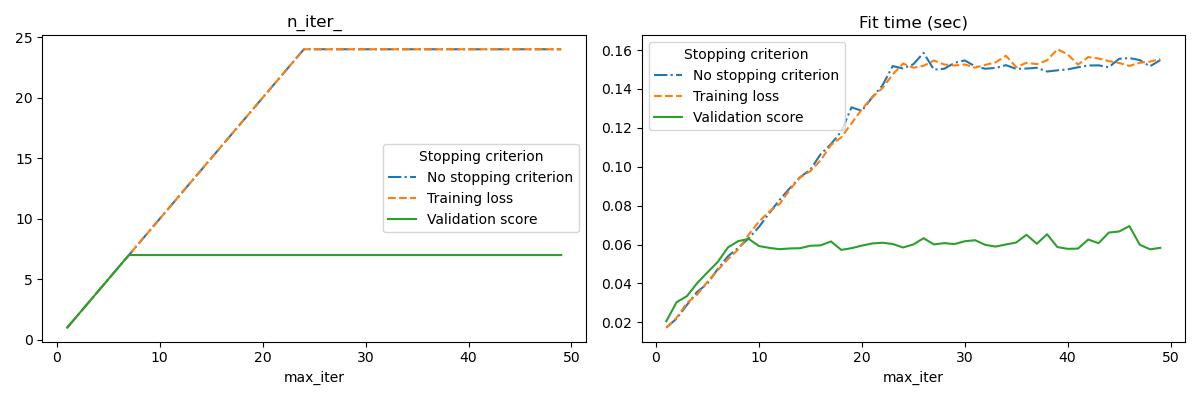 n_iter_
25
20
15
10
5
0
Stopping criterion
No stopping criterion
Training loss
Validation score
0 10 20 30 40 50
max_iter
Fit time (sec)
0.16
0.14
0.12
0.10
0.08
0.06
0.04
0.02
Stopping criterion
No stopping criterion
Training loss
Validation score
0 10 20 30 40 50
max_iter